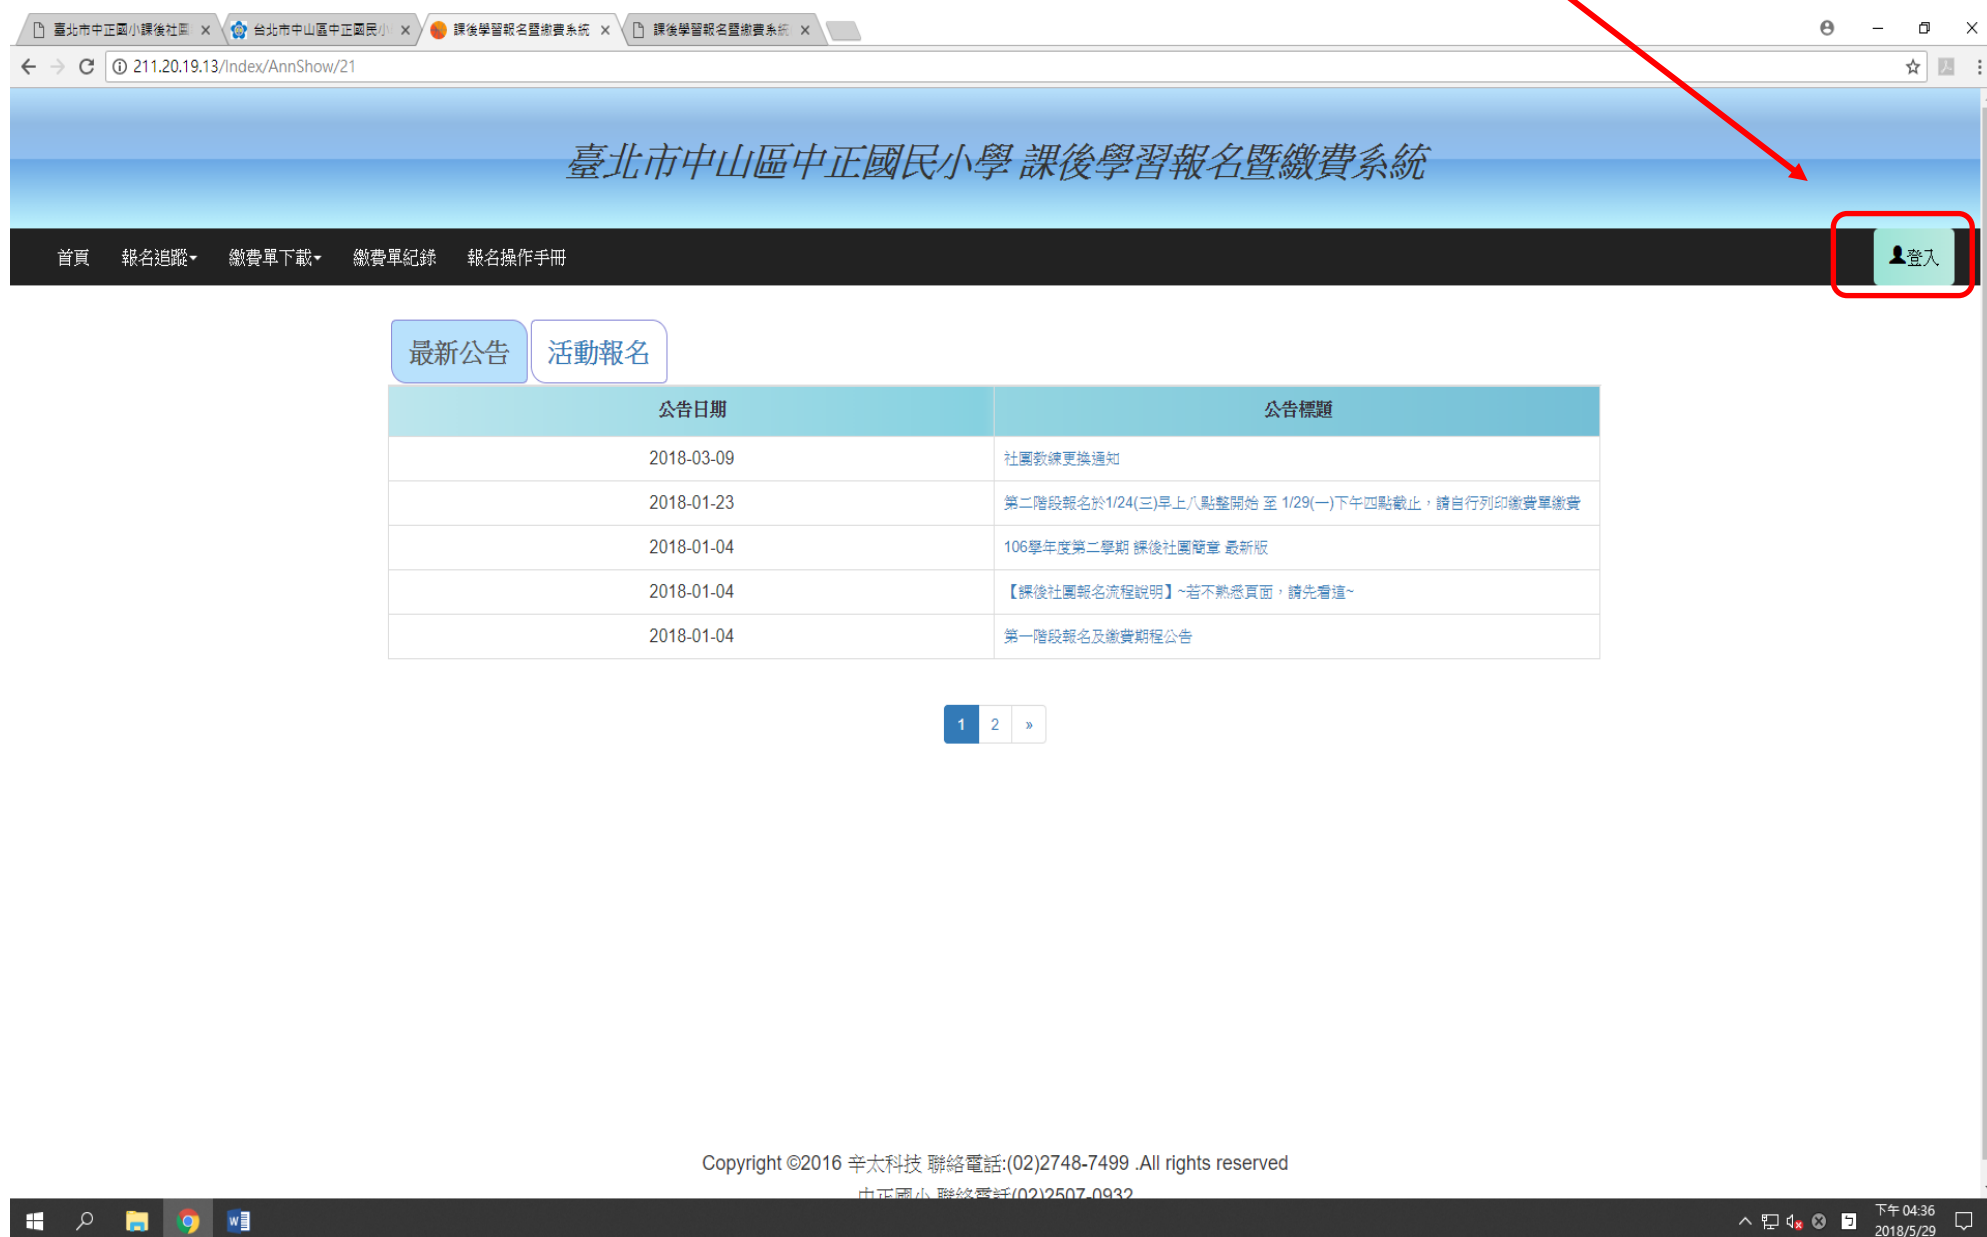 臺北市中正國小課後社團
台北市中山區中正國民小
課後學習報名暨繳費系統
課後學習報名暨繳費系統
211.20.19.13/Index/AnnShow/21
臺北市中山區中正國民小學 課後學習報名暨繳費系統
首頁 報名追蹤 繳費單下載 繳費單紀錄 報名操作手冊 登入
最新公告 活動報名
公告日期 公告標題
2018-03-09 社團教練更換通知
2018-01-23 第二階段報名於1/24(三)早上八點整開始 至 1/29(一)下午四點截止，請自行列印繳費單繳費
2018-01-04 106學年度第二學期 課後社團簡章 最新版
2018-01-04 【課後社團報名流程說明】~若不熟悉頁面，請先看這~
2018-01-04 第一階段報名及繳費期程公告
1 2 »
Copyright ©2016 辛太科技 聯絡電話:(02)2748-7499 .All rights reserved
中正國小 聯絡電話(02)2507-0932
ㄅ
下午 04:36
2018/5/29